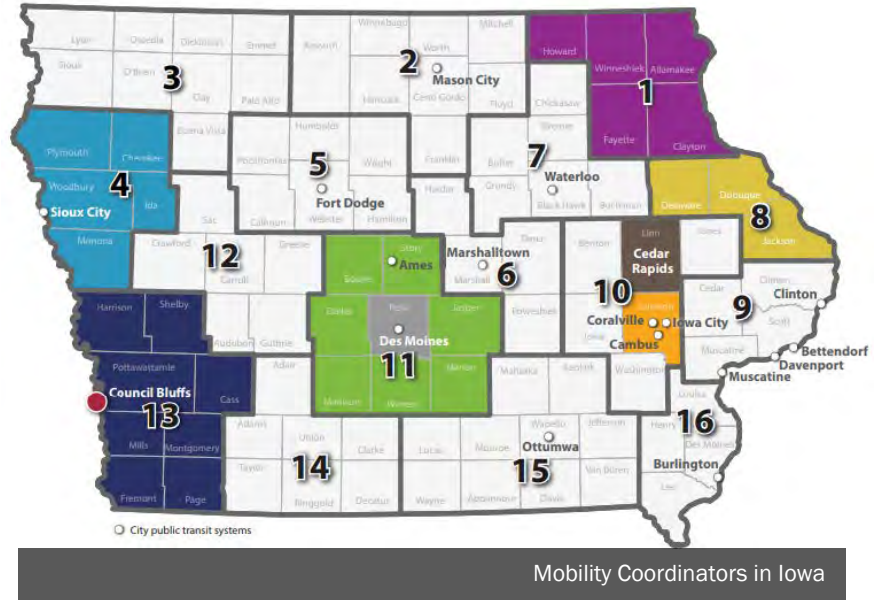 Lyon Osceola Dickinson Emmet
Winnebago Mitchell
Kossuth Worth
Howard
Winneshiek Allamakee
Sioux O'Brien
3
2
Mason City
1
Clay Palo Alto
Hancock Cerro Gordo Floyd
Chickasaw
Fayette Clayton
Buena Vista
Humboldt
Bremer
Plymouth Cherokee
Pocahontas
5
Wright Franklin
Butler
7
Woodbury
4
Ida
Sioux City
Fort Dodge
Hardin Grundy
Waterloo
Black Hawk Buchanan
Delaware Dubuque
Sac
Calhoun Webster Hamilton
8
Monona
Crawford
12
Carroll
Greene
Boone Story
Ames
Marshalltown
Marshall
6
Tama
Benton
Linn
Cedar
Rapids
Jones
Jackson
Harrison Shelby
Audubon Guthrie
Dallas Polk Jasper
Des Moines
11
Poweshiek
10
Iowa
Johnson
Coralville Iowa City
Cambus
Cedar
9
Clinton
Clinton
Scott
Muscatine
Bettendorf
Davenport
Muscatine
Pottawattamie
Council Bluffs
13
Cass
Adair
Madison Warren Marion
Mahaska Keokuk Washington
Louisa
Mills Montgomery
Adams Union Clarke
14
Lucas Monroe Wapello Jefferson
Ottumwa
15
Henry
16
Des Moines
Burlington
Lee
Fremont Page
Taylor Ringgold Decatur
Wayne Appanoose Davis Van Buren
City public transit systems
Mobility Coordinators in Iowa